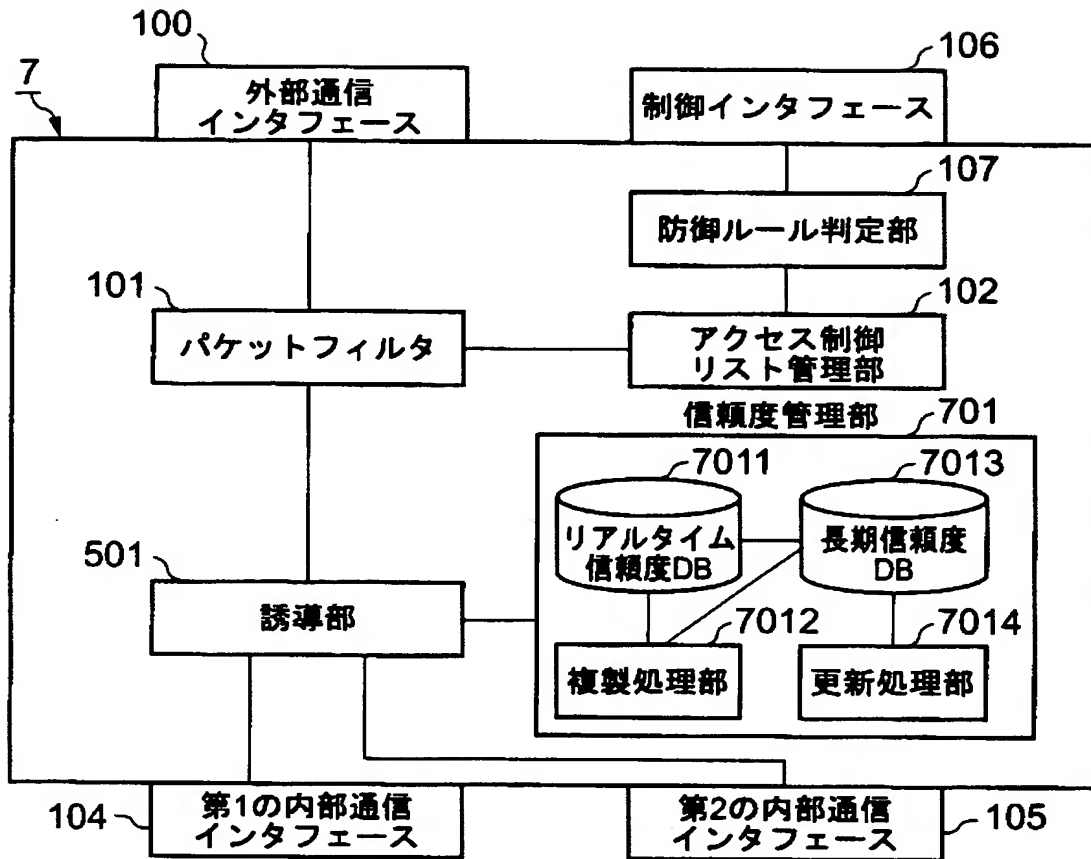 100
106
7
外部通信
インタフェース
制御インタフェース
107
防御ルール判定部
101
102
パケットフィルタ
アクセス制御
リスト管理部
信頼度管理部
701
7011
7013
リアルタイム
信頼度DB
長期信頼度
DB
501
誘導部
7012
7014
複製処理部
更新処理部
104
第1の内部通信
インタフェース
第2の内部通信
インタフェース
105